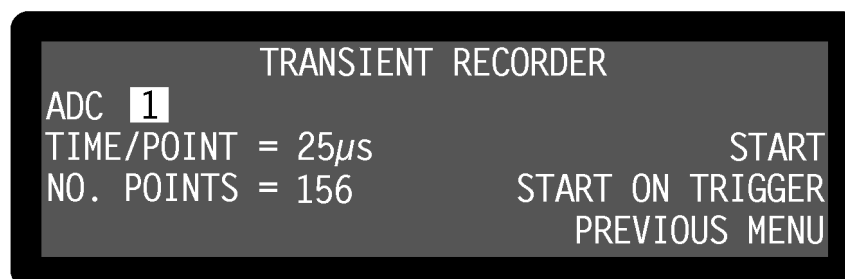 TRANSIENT RECORDER
ADC 1
TIME/POINT = 25µs START
NO. POINTS = 156 START ON TRIGGER
PREVIOUS MENU